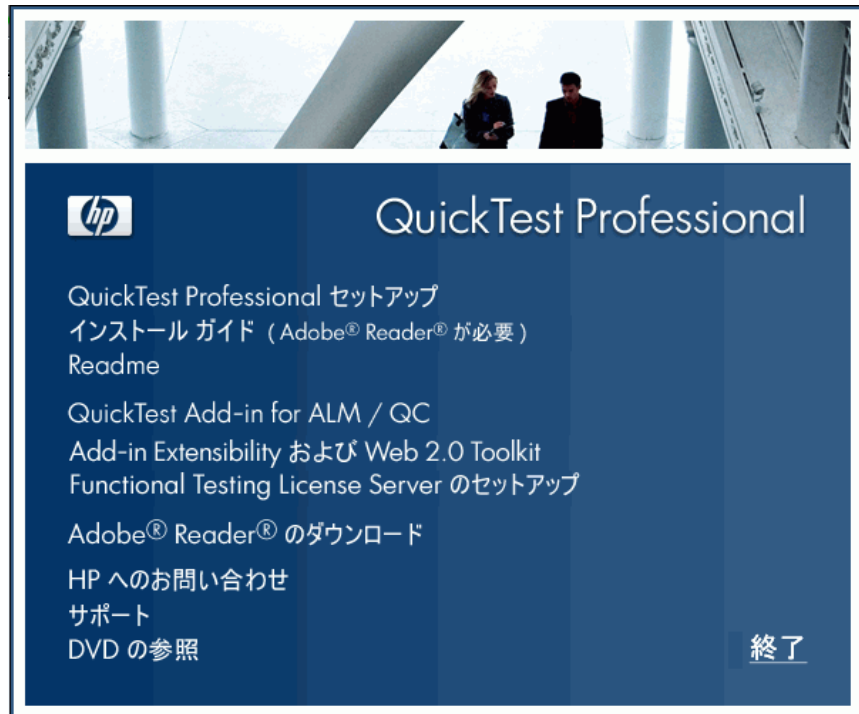 hp
QuickTest Professional
QuickTest Professional セットアップ
インストール ガイド ( Adobe® Reader® が必要 )
Readme
QuickTest Add-in for ALM / QC
Add-in Extensibility および Web 2.0 Toolkit
Functional Testing License Server のセットアップ
Adobe® Reader® のダウンロード
HP へのお問い合わせ
サポート
DVD の参照
終了